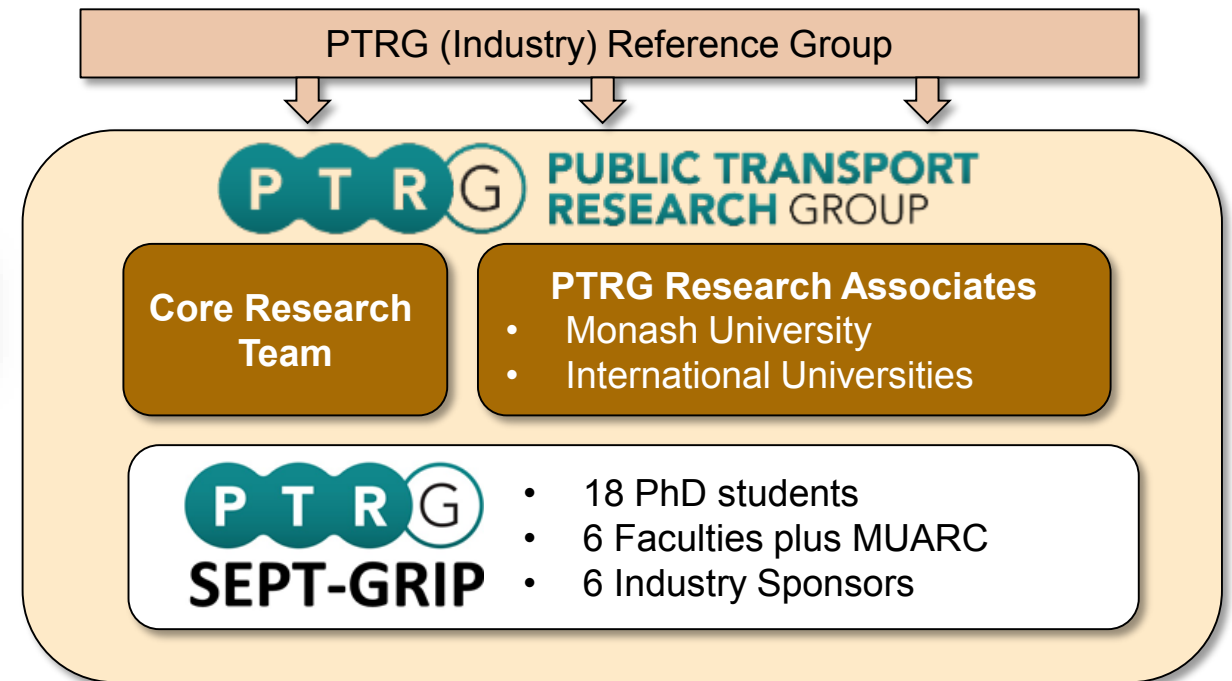 PTRG (Industry) Reference Group
PTRG PUBLIC TRANSPORT
RESEARCH GROUP
Core Research
Team
PTRG Research Associates
• Monash University
• International Universities
PTRG
SEPT-GRIP
• 18 PhD students
• 6 Faculties plus MUARC
• 6 Industry Sponsors